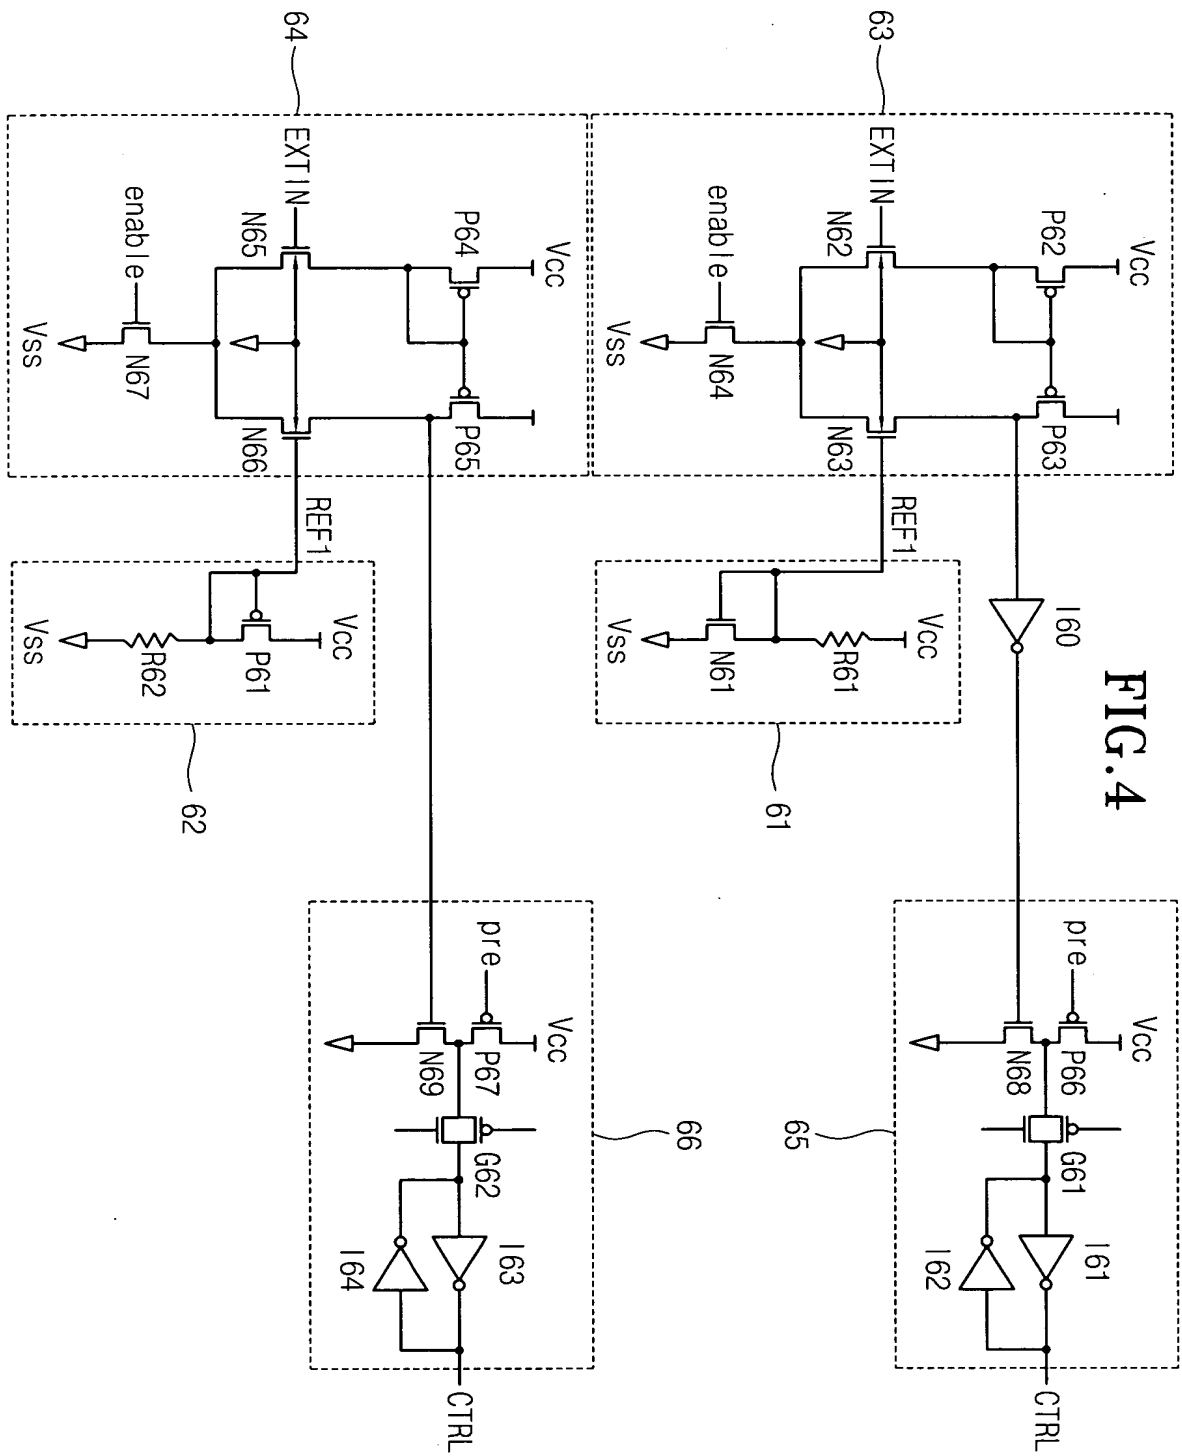 FIG.4
63
Vcc
P62
P63
EXTIN
N62
N63
enable
N64
Vss
REF1
Vcc
R61
N61
Vss
61
I60
65
pre
Vcc
P66
N68
G61
I61
I62
CTRL
64
Vcc
P64
P65
EXTIN
N65
N66
enable
N67
Vss
REF1
Vcc
P61
R62
Vss
62
66
pre
Vcc
P67
N69
G62
I63
I64
CTRL